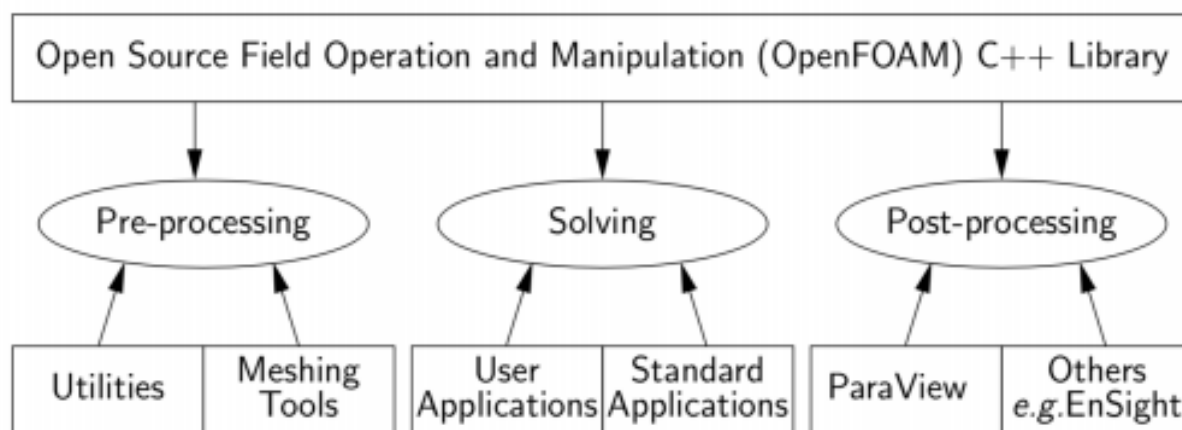 Open Source Field Operation and Manipulation (OpenFOAM) C++ Library
Pre-processing
Solving
Post-processing
Utilities
Meshing
Tools
User
Applications
Standard
Applications
ParaView
Others
e.g.EnSight